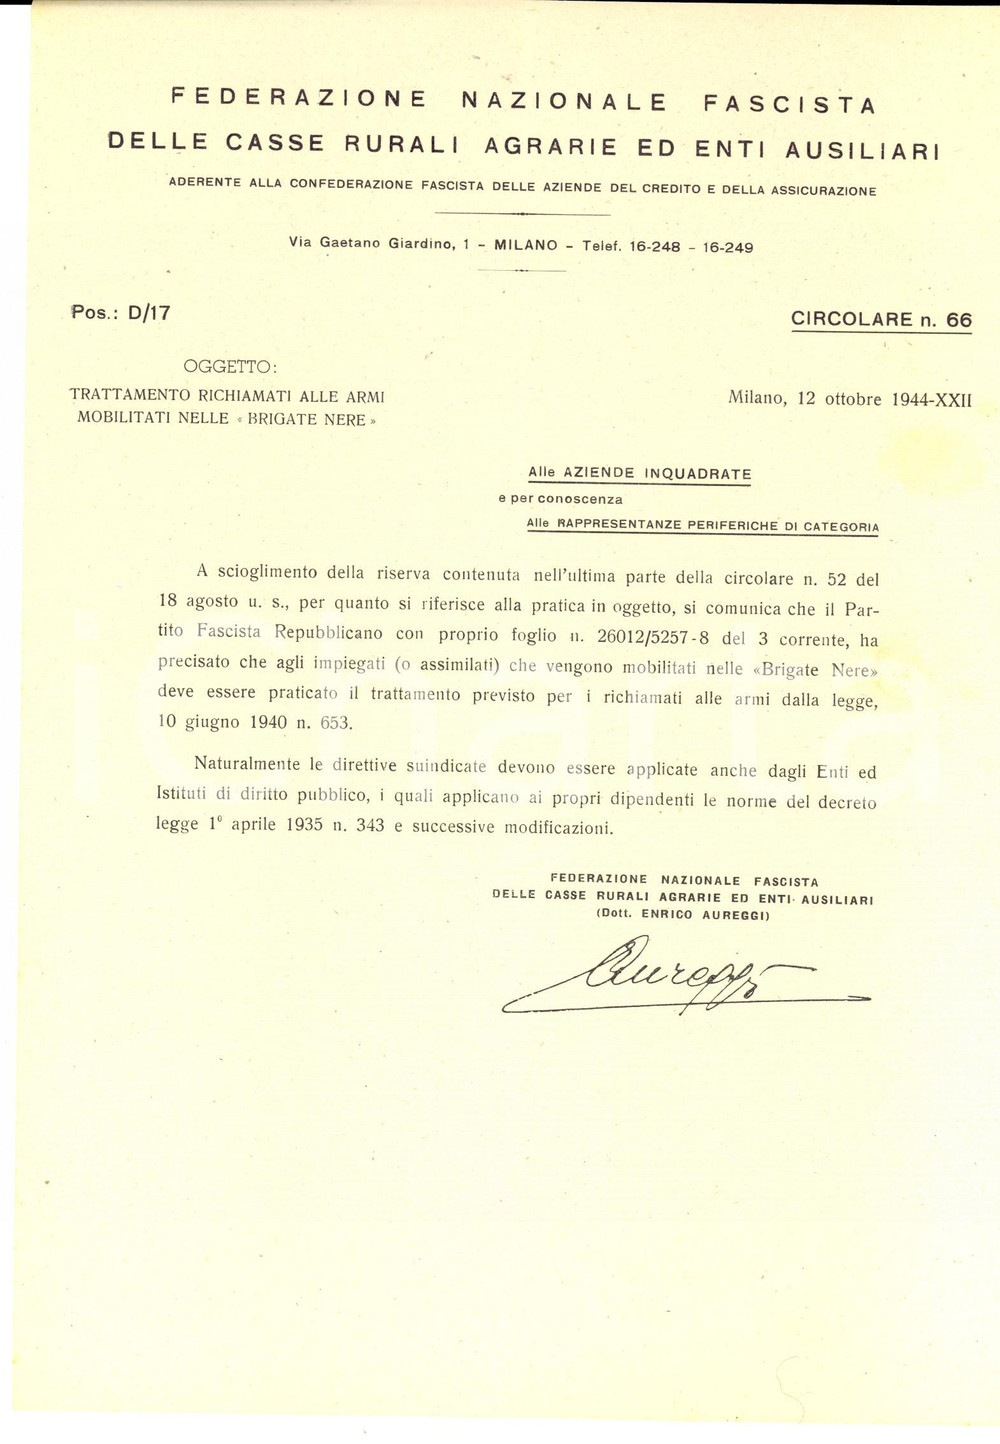 FEDERAZIONE NAZIONALE FASCISTA
DELLE CASSE RURALI AGRARIE ED ENTI AUSILIARI
ADERENTE ALLA CONFEDERAZIONE FASCISTA DELLE AZIENDE DEL CREDITO E DELLA ASSICURAZIONE
Via Gaetano Giardino, 1 – MILANO – Telef. 16-248 – 16-249
Pos.: D/17
CIRCOLARE n. 66
OGGETTO:
TRATTAMENTO RICHIAMATI ALLE ARMI
MOBILITATI NELLE « BRIGATE NERE »
Milano, 12 ottobre 1944-XXII
Alle AZIENDE INQUADRATE
e per conoscenza
Alle RAPPRESENTANZE PERIFERICHE DI CATEGORIA
A scioglimento della riserva contenuta nell'ultima parte della circolare n. 52 del
18 agosto u. s., per quanto si riferisce alla pratica in oggetto, si comunica che il Par-
tito Fascista Repubblicano con proprio foglio n. 26012/5257-8 del 3 corrente, ha
precisato che agli impiegati (o assimilati) che vengono mobilitati nelle «Brigate Nere»
deve essere praticato il trattamento previsto per i richiamati alle armi dalla legge,
10 giugno 1940 n. 653.
Naturalmente le direttive suindicate devono essere applicate anche dagli Enti ed
Istituti di diritto pubblico, i quali applicano ai propri dipendenti le norme del decreto
legge 1° aprile 1935 n. 343 e successive modificazioni.
FEDERAZIONE NAZIONALE FASCISTA
DELLE CASSE RURALI AGRARIE ED ENTI AUSILIARI
(Dott. ENRICO AUREGGI)
Aureggi